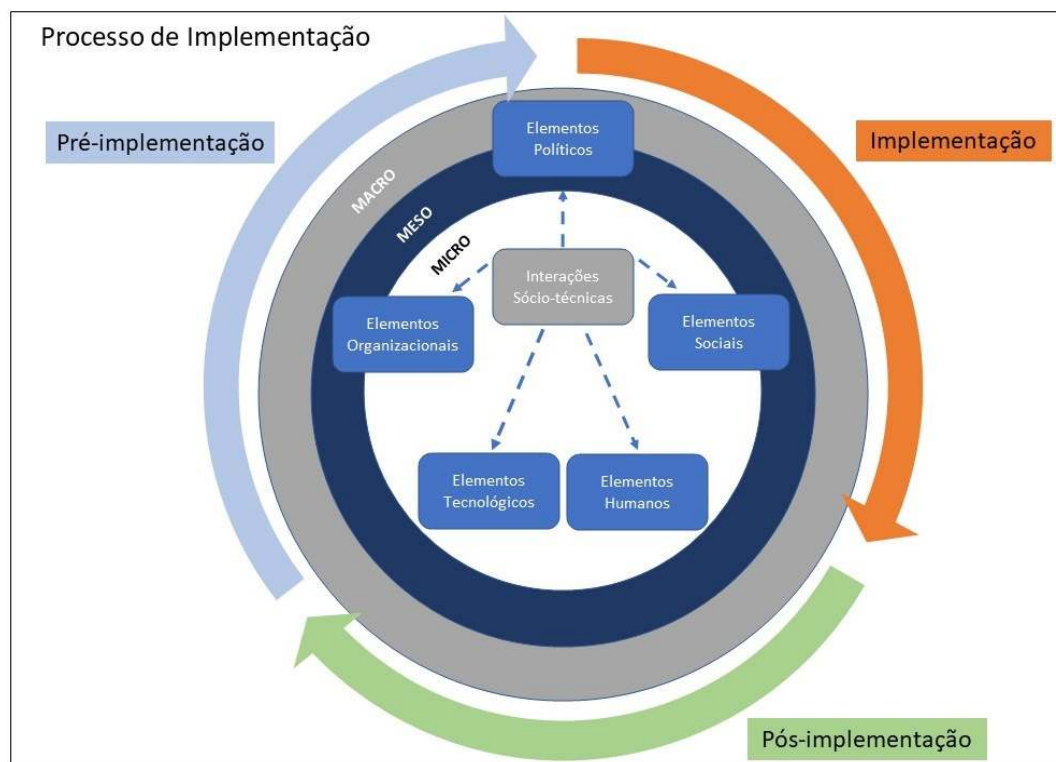 Processo de Implementação
Elementos
Políticos
Pré-implementação
Implementação
MACRO
MESO
MICRO
Interações
Sócio-técnicas
Elementos
Organizacionais
Elementos
Sociais
Elementos
Tecnológicos
Elementos
Humanos
Pós-implementação